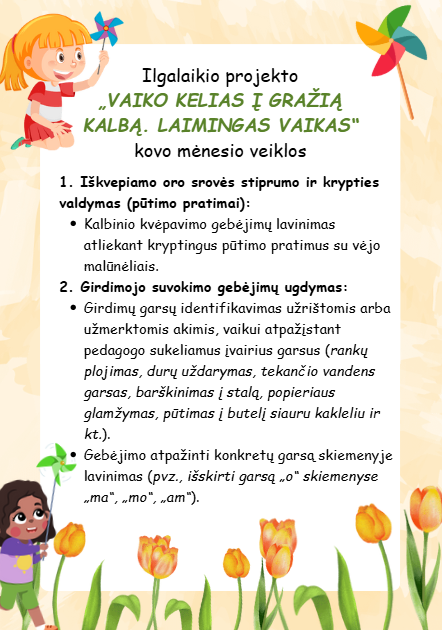 Ilgalaikio projekto
„VAIKO KELIAS Į GRAŽIĄ
KALBĄ. LAIMINGAS VAIKAS“
kovo mėnesio veiklos
1. Iškvepiamo oro srovės stiprumo ir krypties
valdymas (pūtimo pratimai):
• Kalbinio kvėpavimo gebėjimų lavinimas
atliekant kryptingus pūtimo pratimus su vėjo
malūnėliais.
2. Girdimojo suvokimo gebėjimų ugdymas:
• Girdimų garsų identifikavimas užrištomis arba
užmerktomis akimis, vaikui atpažįstant
pedagogo sukeliamus įvairius garsus (rankų
plojimas, durų uždarymas, tekančio vandens
garsas, barškinimas į stalą, popieriaus
glamžymas, pūtimas į butelį siauru kakleliu ir
kt.).
• Gebėjimo atpažinti konkretų garsą skiemenyje
lavinimas (pvz., išskirti garsą „o“ skiemenyse
„ma“, „mo“, „am“).